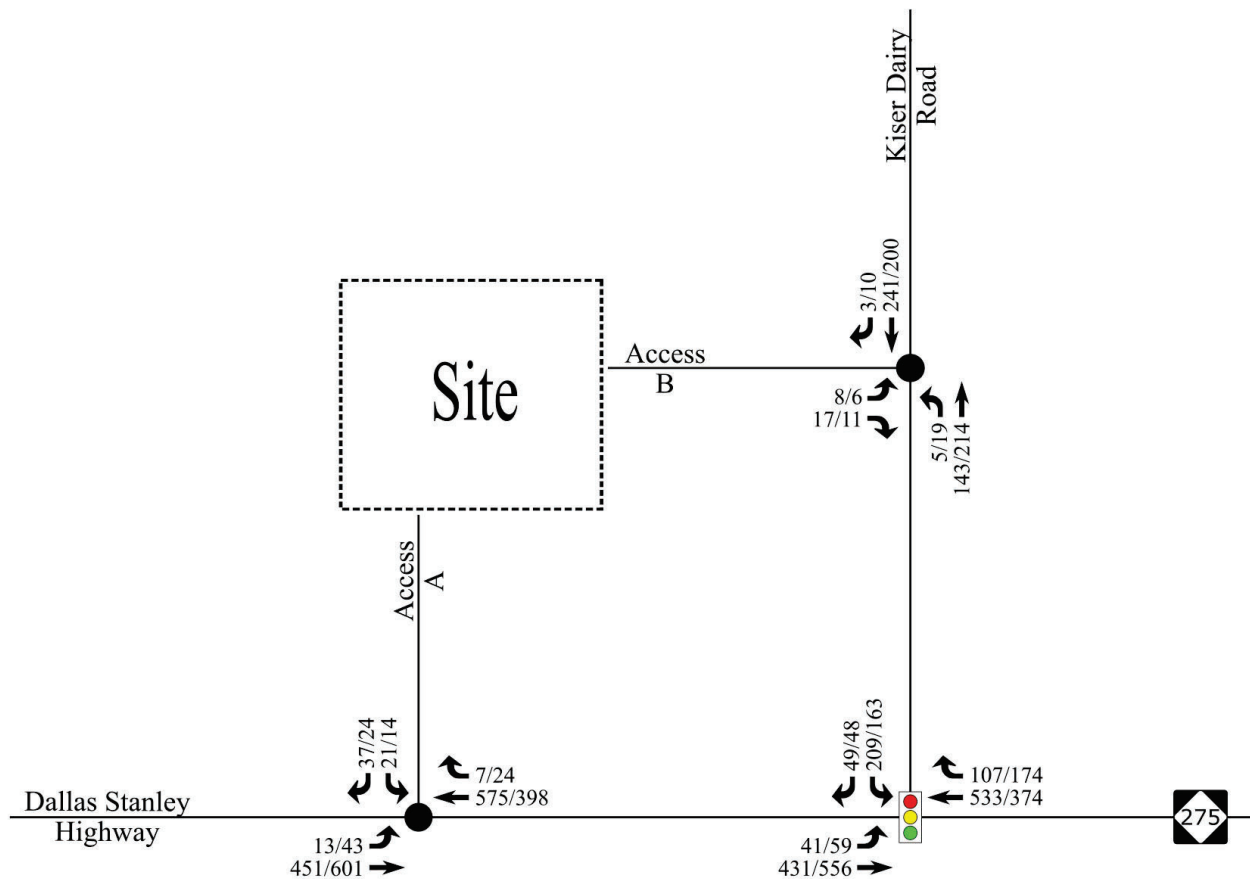 Kiser Dairy
Road
3/10
241/200
Access
B
8/6
17/11
5/19
143/214
Site
Access
A
37/24
21/14
7/24
575/398
49/48
209/163
107/174
533/374
Dallas Stanley
Highway
275
13/43
451/601
41/59
431/556